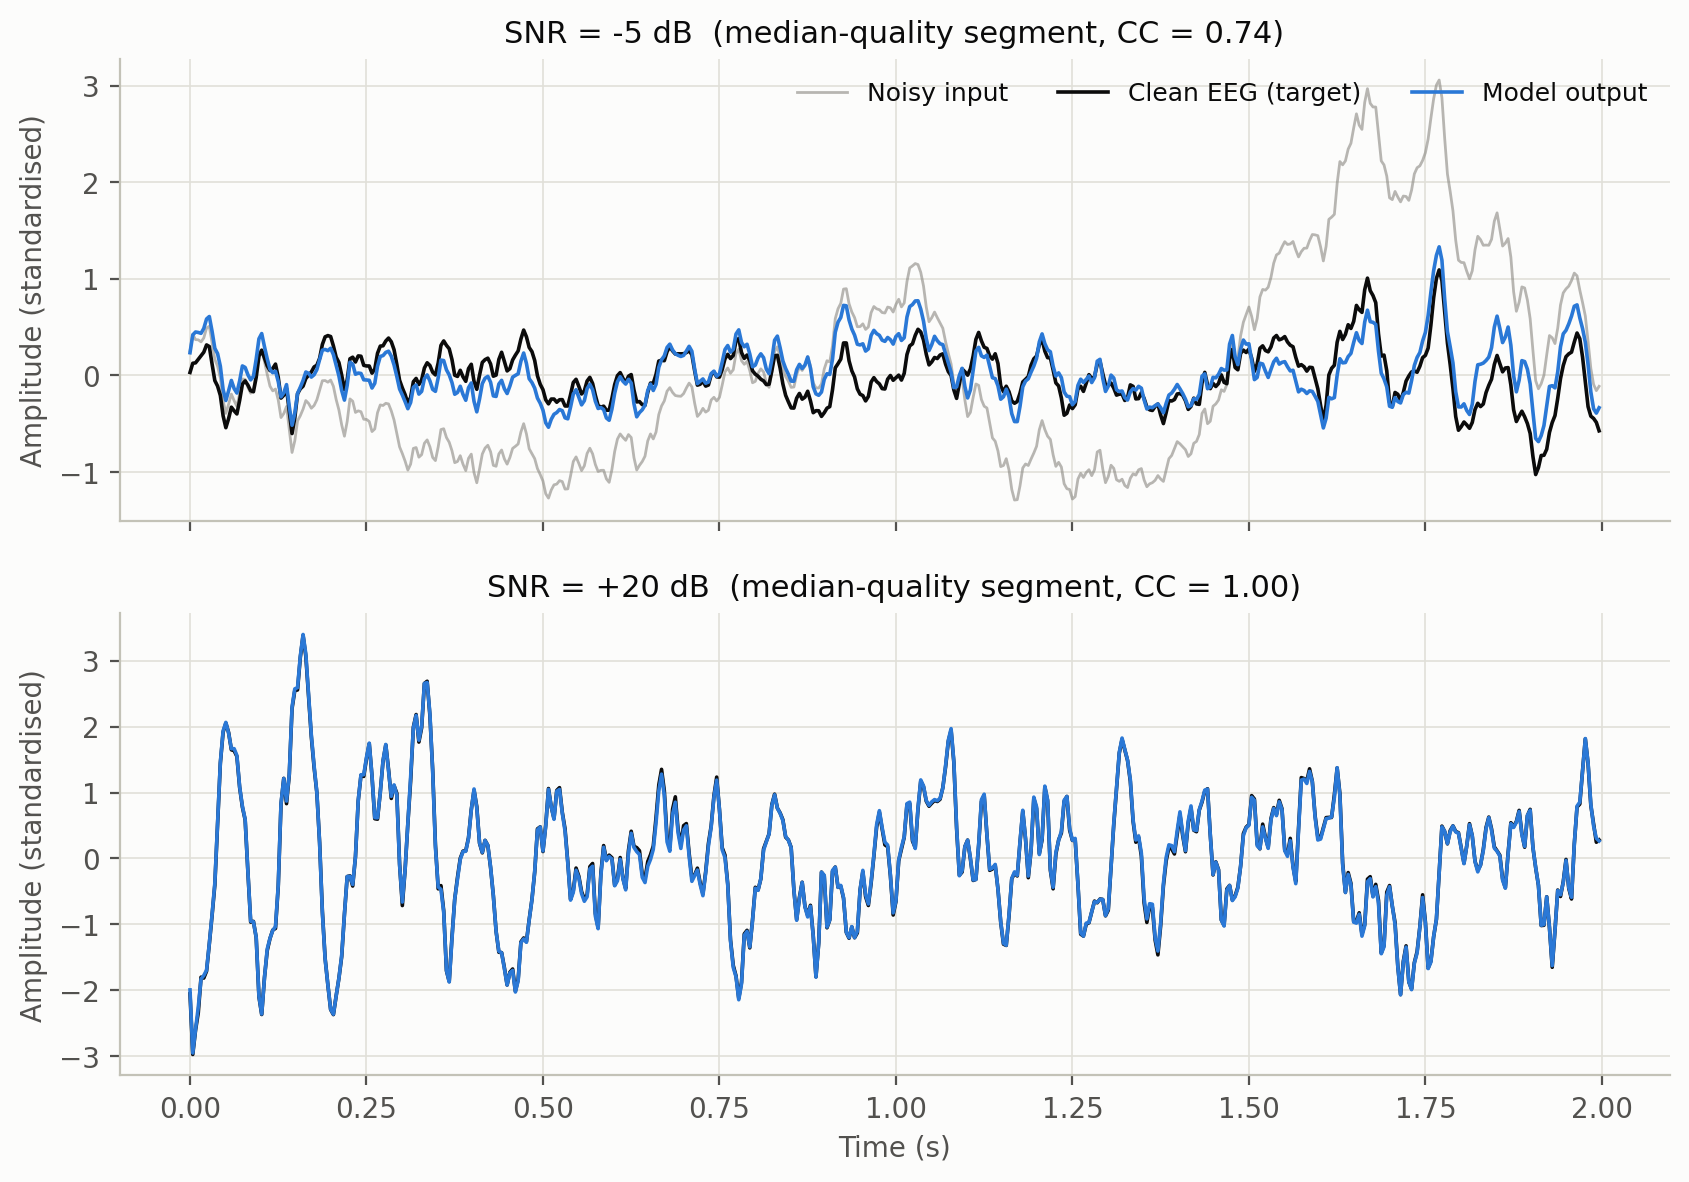 SNR = -5 dB  (median-quality segment, CC = 0.74)
Noisy input
Clean EEG (target)
Model output
Amplitude (standardised)
3
2
1
0
−1
SNR = +20 dB  (median-quality segment, CC = 1.00)
Amplitude (standardised)
3
2
1
0
−1
−2
−3
0.00 0.25 0.50 0.75 1.00 1.25 1.50 1.75 2.00
Time (s)